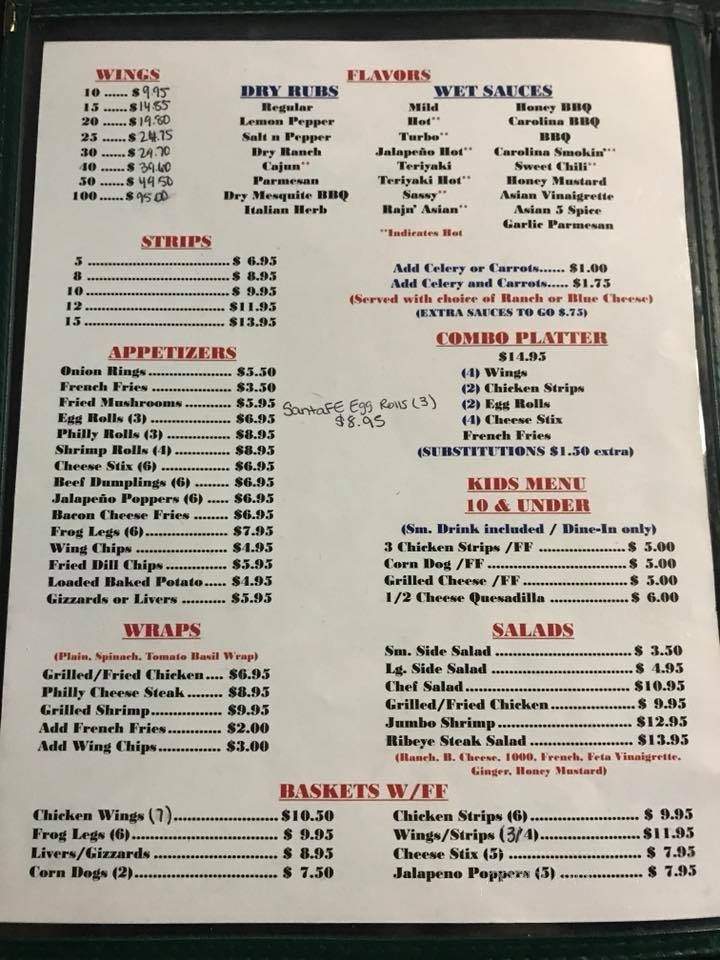 WINGS
10 ...... $9.95
15 ...... $14.85
20 ...... $19.80
25 ...... $24.75
30 ...... $29.70
40 ...... $39.60
50 ...... $49.50
100 ...... $95.00
FLAVORS
DRY RUBS
Regular
Lemon Pepper
Salt n Pepper
Dry Ranch
Cajun**
Parmesan
Dry Mesquite BBQ
Italian Herb
WET SAUCES
Mild
Hot**
Turbo**
Jalapeño Hot**
Teriyaki
Teriyaki Hot**
Sassy**
Rajn' Asian**
Honey BBQ
Carolina BBQ
BBQ
Carolina Smokin'**
Sweet Chili**
Honey Mustard
Asian Vinaigrette
Asian 5 Spice
Garlic Parmesan
**Indicates Hot
STRIPS
5 .................................. $ 6.95
8 .................................. $ 8.95
10 ................................. $ 9.95
12 ................................. $11.95
15 ................................. $13.95
Add Celery or Carrots...... $1.00
Add Celery and Carrots..... $1.75
(Served with choice of Ranch or Blue Cheese)
(EXTRA SAUCES TO GO $.75)
APPETIZERS
Onion Rings.................... $5.50
French Fries ................... $3.50
Fried Mushrooms ............ $5.95
Egg Rolls (3) ................... $6.95
Philly Rolls (3) ............... $8.95
Shrimp Rolls (4) .............. $8.95
Cheese Stix (6) ................ $6.95
Beef Dumplings (6) ....... $6.95
Jalapeño Poppers (6) ..... $6.95
Bacon Cheese Fries ........ $6.95
Frog Legs (6).................... $7.95
Wing Chips ...................... $4.95
Fried Dill Chips............... $5.95
Loaded Baked Potato..... $4.95
Gizzards or Livers .......... $5.95
SantaFE Egg Rolls (3)
$8.95
COMBO PLATTER
$14.95
(4) Wings
(2) Chicken Strips
(2) Egg Rolls
(4) Cheese Stix
French Fries
(SUBSTITUTIONS $1.50 extra)
KIDS MENU
10 & UNDER
(Sm. Drink included / Dine-In only)
3 Chicken Strips /FF .................... $ 5.00
Corn Dog /FF ................................ $ 5.00
Grilled Cheese /FF........................ $ 5.00
1/2 Cheese Quesadilla .................. $ 6.00
WRAPS
(Plain, Spinach, Tomato Basil Wrap)
Grilled/Fried Chicken.... $6.95
Philly Cheese Steak ........ $8.95
Grilled Shrimp................. $9.95
Add French Fries............. $2.00
Add Wing Chips............... $3.00
SALADS
Sm. Side Salad ............................... $ 3.50
Lg. Side Salad ................................ $ 4.95
Chef Salad...................................... $10.95
Grilled/Fried Chicken................... $ 9.95
Jumbo Shrimp............................... $12.95
Ribeye Steak Salad ....................... $13.95
(Ranch, B. Cheese, 1000, French, Feta Vinaigrette,
Ginger, Honey Mustard)
BASKETS W/FF
Chicken Wings (7)........................ $10.50
Frog Legs (6).................................. $ 9.95
Livers/Gizzards ............................ $ 8.95
Corn Dogs (2)................................. $ 7.50
Chicken Strips (6)......................... $ 9.95
Wings/Strips (3/4)......................... $11.95
Cheese Stix (5) .............................. $ 7.95
Jalapeno Poppers (5) .................... $ 7.95